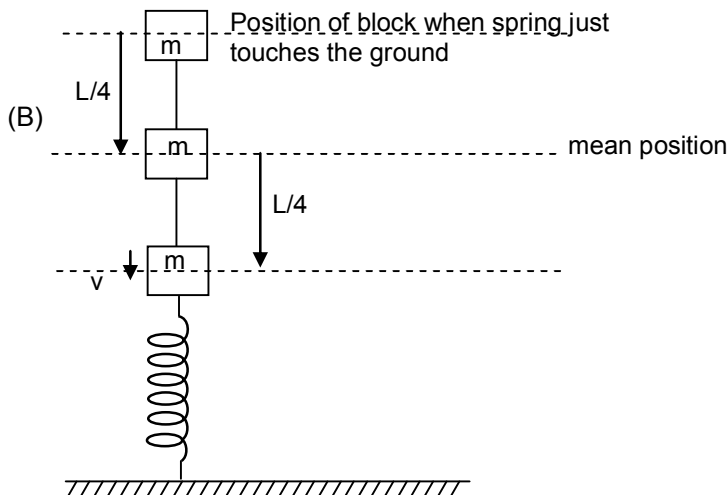 Position of block when spring just
m
touches the ground
L/4
(B)
m
mean position
L/4
m
v